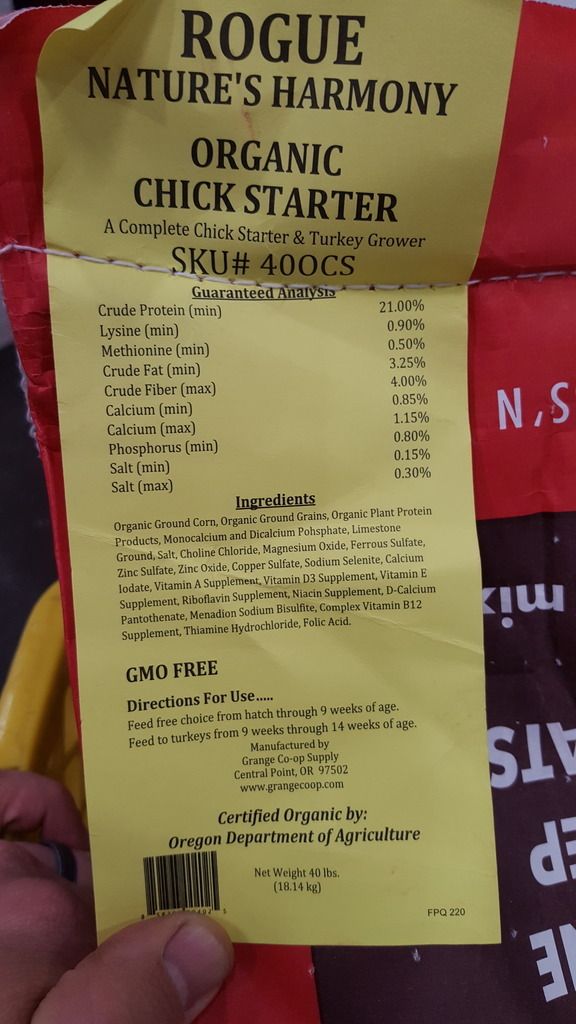 ROGUE
NATURE'S HARMONY
ORGANIC
CHICK STARTER
A Complete Chick Starter & Turkey Grower
SKU# 40OCS
Guaranteed Analysis
Crude Protein (min) 21.00%
Lysine (min) 0.90%
Methionine (min) 0.50%
Crude Fat (min) 3.25%
Crude Fiber (max) 4.00%
Calcium (min) 0.85%
Calcium (max) 1.15%
Phosphorus (min) 0.80%
Salt (min) 0.15%
Salt (max) 0.30%
Ingredients
Organic Ground Corn, Organic Ground Grains, Organic Plant Protein
Products, Monocalcium and Dicalcium Pohsphate, Limestone
Ground, Salt, Choline Chloride, Magnesium Oxide, Ferrous Sulfate,
Zinc Sulfate, Zinc Oxide, Copper Sulfate, Sodium Selenite, Calcium
Iodate, Vitamin A Supplement, Vitamin D3 Supplement, Vitamin E
Supplement, Riboflavin Supplement, Niacin Supplement, D-Calcium
Pantothenate, Menadion Sodium Bisulfite, Complex Vitamin B12
Supplement, Thiamine Hydrochloride, Folic Acid.
GMO FREE
Directions For Use.....
Feed free choice from hatch through 9 weeks of age.
Feed to turkeys from 9 weeks through 14 weeks of age.
Manufactured by
Grange Co-op Supply
Central Point, OR 97502
www.grangecoop.com
Certified Organic by:
Oregon Department of Agriculture
Net Weight 40 lbs.
(18.14 kg)
FPQ 220
N,S
mix
ATS
EP
NE